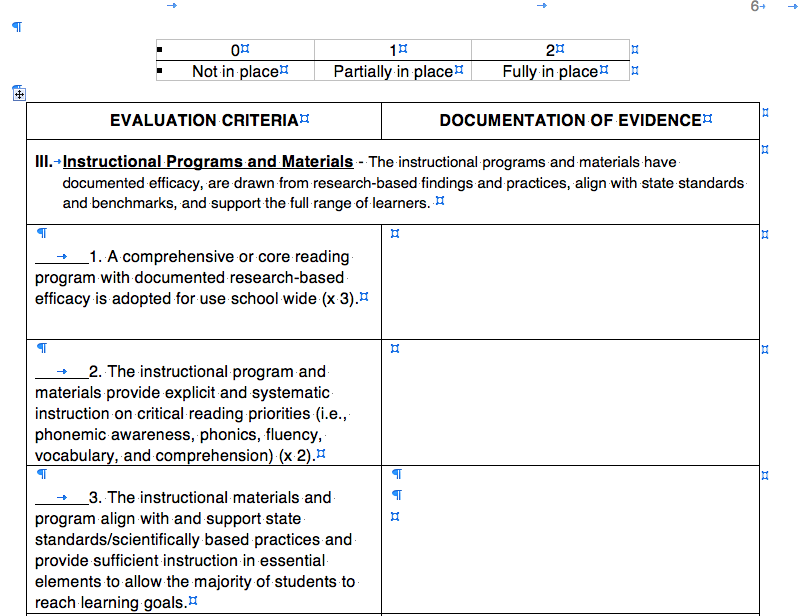 6
0 1 2
Not in place Partially in place Fully in place
EVALUATION CRITERIA DOCUMENTATION OF EVIDENCE
III. Instructional Programs and Materials - The instructional programs and materials have
documented efficacy, are drawn from research-based findings and practices, align with state standards
and benchmarks, and support the full range of learners.
______1. A comprehensive or core reading
program with documented research-based
efficacy is adopted for use school wide (x 3).
______2. The instructional program and
materials provide explicit and systematic
instruction on critical reading priorities (i.e.,
phonemic awareness, phonics, fluency,
vocabulary, and comprehension) (x 2).
______3. The instructional materials and
program align with and support state
standards/scientifically based practices and
provide sufficient instruction in essential
elements to allow the majority of students to
reach learning goals.